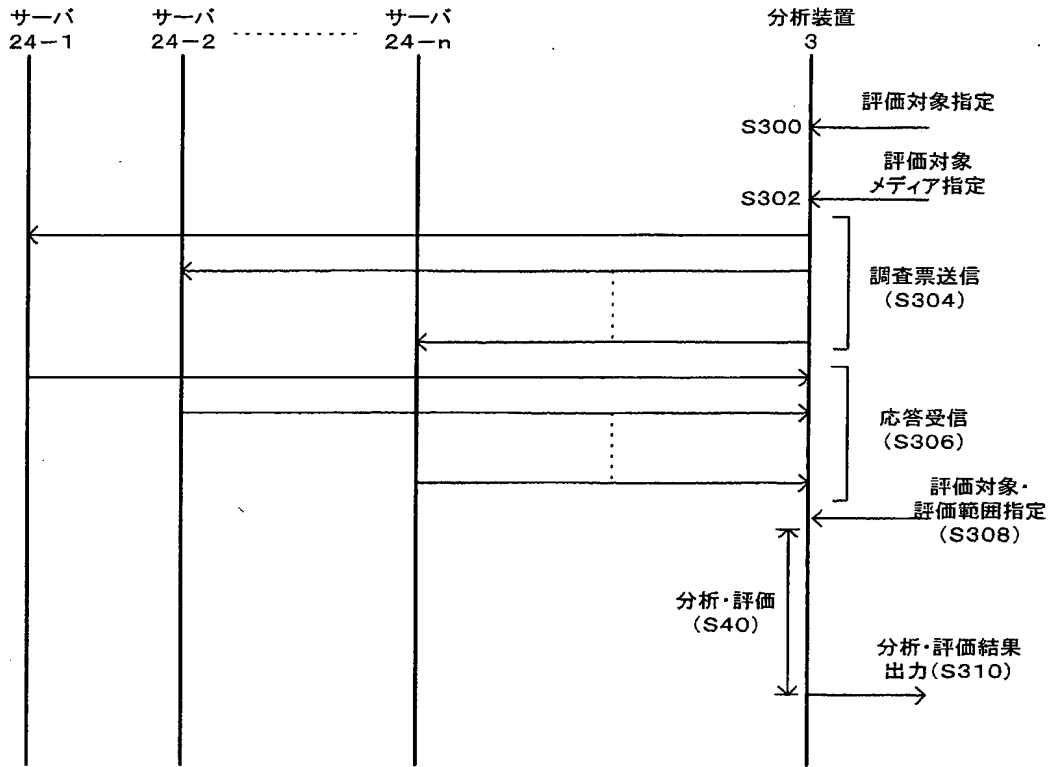 サーバ
24-1
サーバ
24-2
サーバ
24-n
分析装置
3
評価対象指定
S300
評価対象
メディア指定
S302
調査票送信
(S304)
応答受信
(S306)
評価対象・
評価範囲指定
(S308)
分析・評価
(S40)
分析・評価結果
出力(S310)